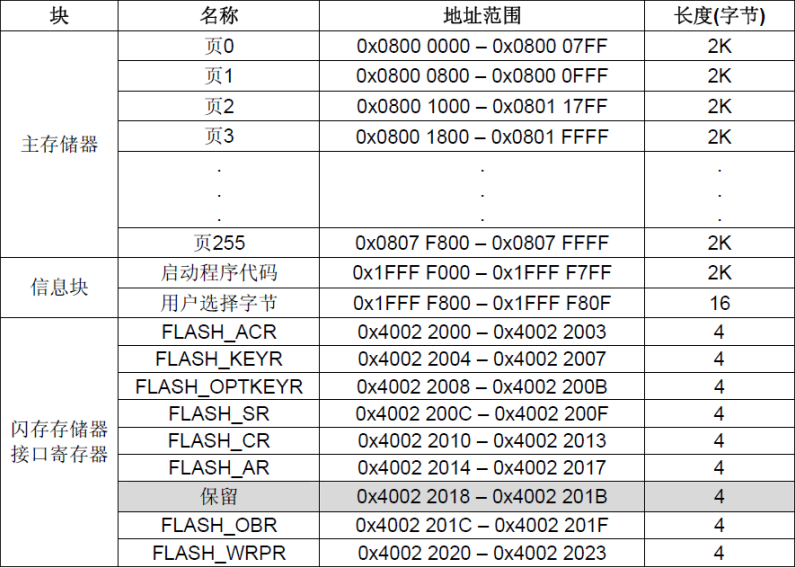 块 名称 地址范围 长度(字节)
页0 0x0800 0000 – 0x0800 07FF 2K
页1 0x0800 0800 – 0x0800 0FFF 2K
页2 0x0800 1000 – 0x0801 17FF 2K
主存储器 页3 0x0800 1800 – 0x0801 FFFF 2K
. . .
. . .
. . .
页255 0x0807 F800 – 0x0807 FFFF 2K
信息块 启动程序代码 0x1FFF F000 – 0x1FFF F7FF 2K
用户选择字节 0x1FFF F800 – 0x1FFF F80F 16
FLASH_ACR 0x4002 2000 – 0x4002 2003 4
FLASH_KEYR 0x4002 2004 – 0x4002 2007 4
FLASH_OPTKEYR 0x4002 2008 – 0x4002 200B 4
闪存存储器 FLASH_SR 0x4002 200C – 0x4002 200F 4
接口寄存器 FLASH_CR 0x4002 2010 – 0x4002 2013 4
FLASH_AR 0x4002 2014 – 0x4002 2017 4
保留 0x4002 2018 – 0x4002 201B 4
FLASH_OBR 0x4002 201C – 0x4002 201F 4
FLASH_WRPR 0x4002 2020 – 0x4002 2023 4